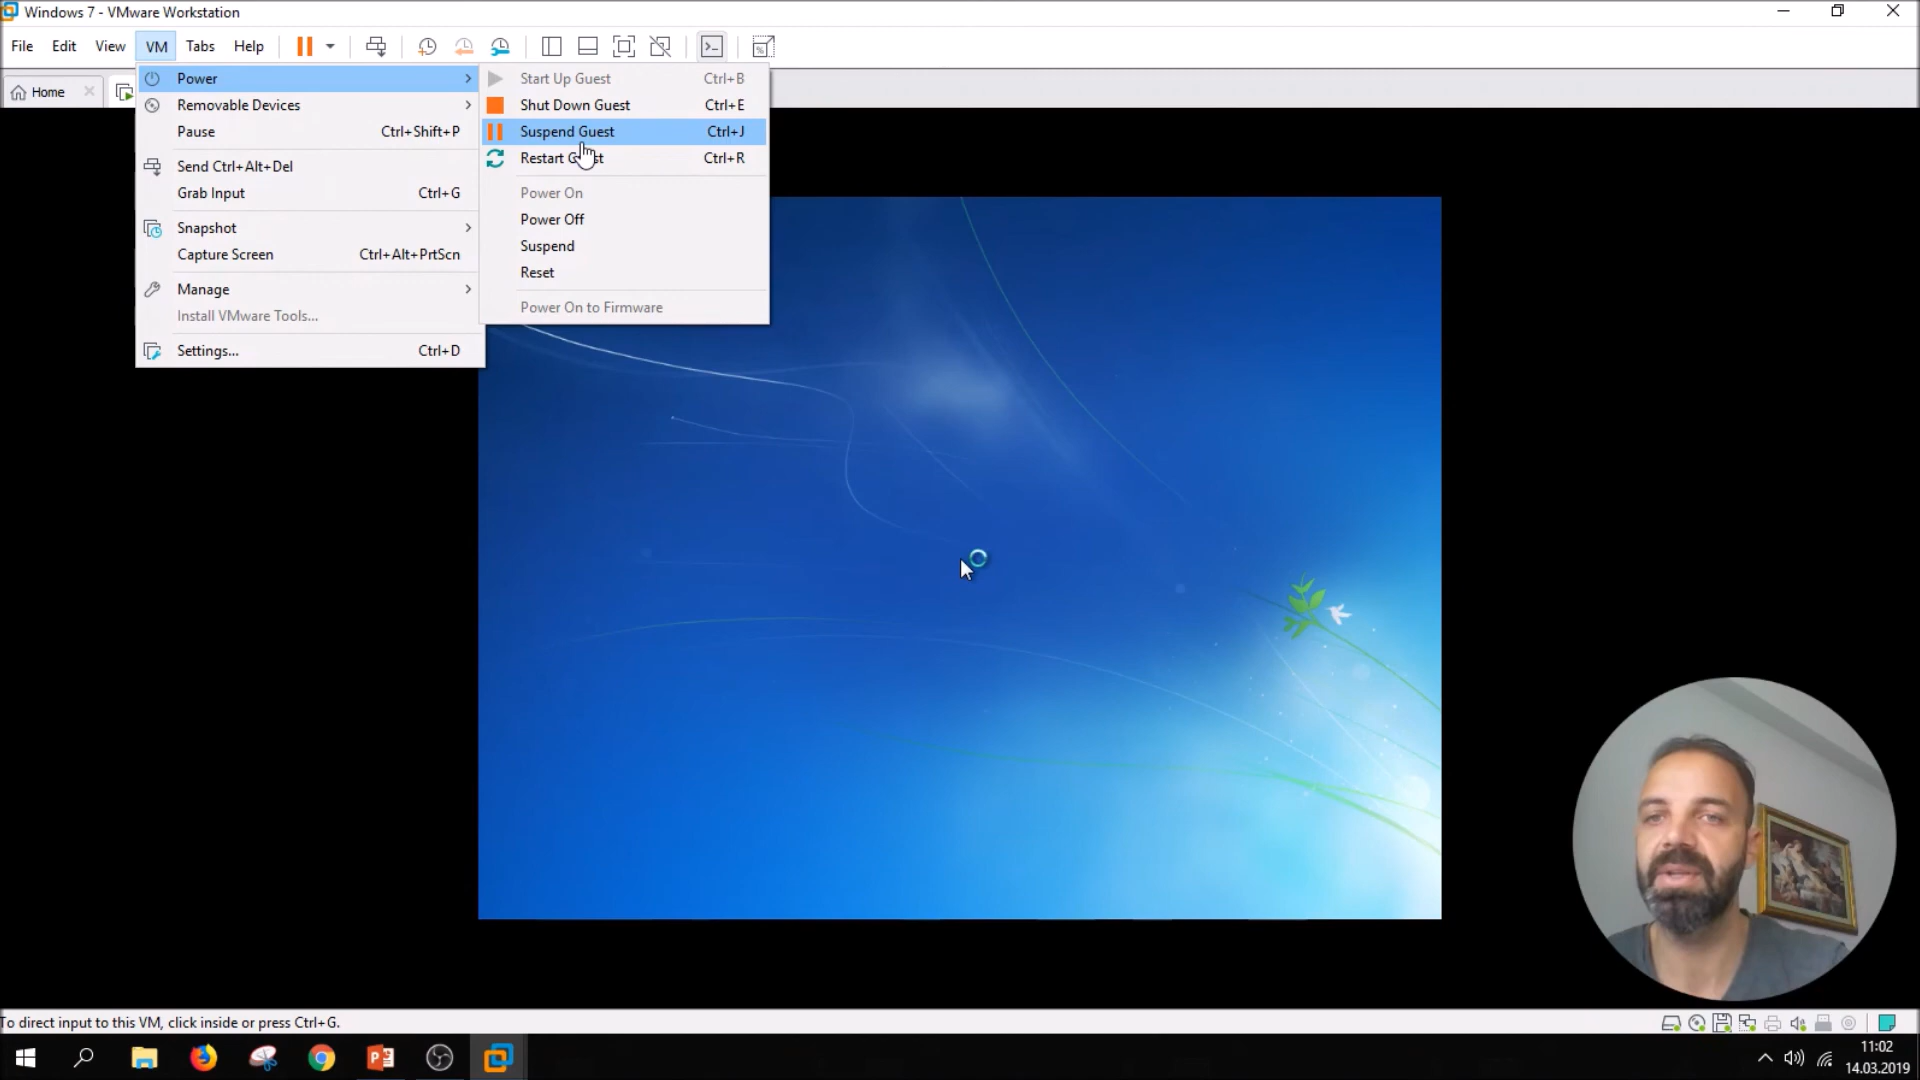 Windows 7 - VMware Workstation
File Edit View VM Tabs Help
Home
Power
Removable Devices
Pause Ctrl+Shift+P
Send Ctrl+Alt+Del
Grab Input Ctrl+G
Snapshot
Capture Screen Ctrl+Alt+PrtScn
Manage
Install VMware Tools...
Settings... Ctrl+D
Start Up Guest Ctrl+B
Shut Down Guest Ctrl+E
Suspend Guest Ctrl+J
Restart Guest Ctrl+R
Power On
Power Off
Suspend
Reset
Power On to Firmware
To direct input to this VM, click inside or press Ctrl+G.
11:02
14.03.2019